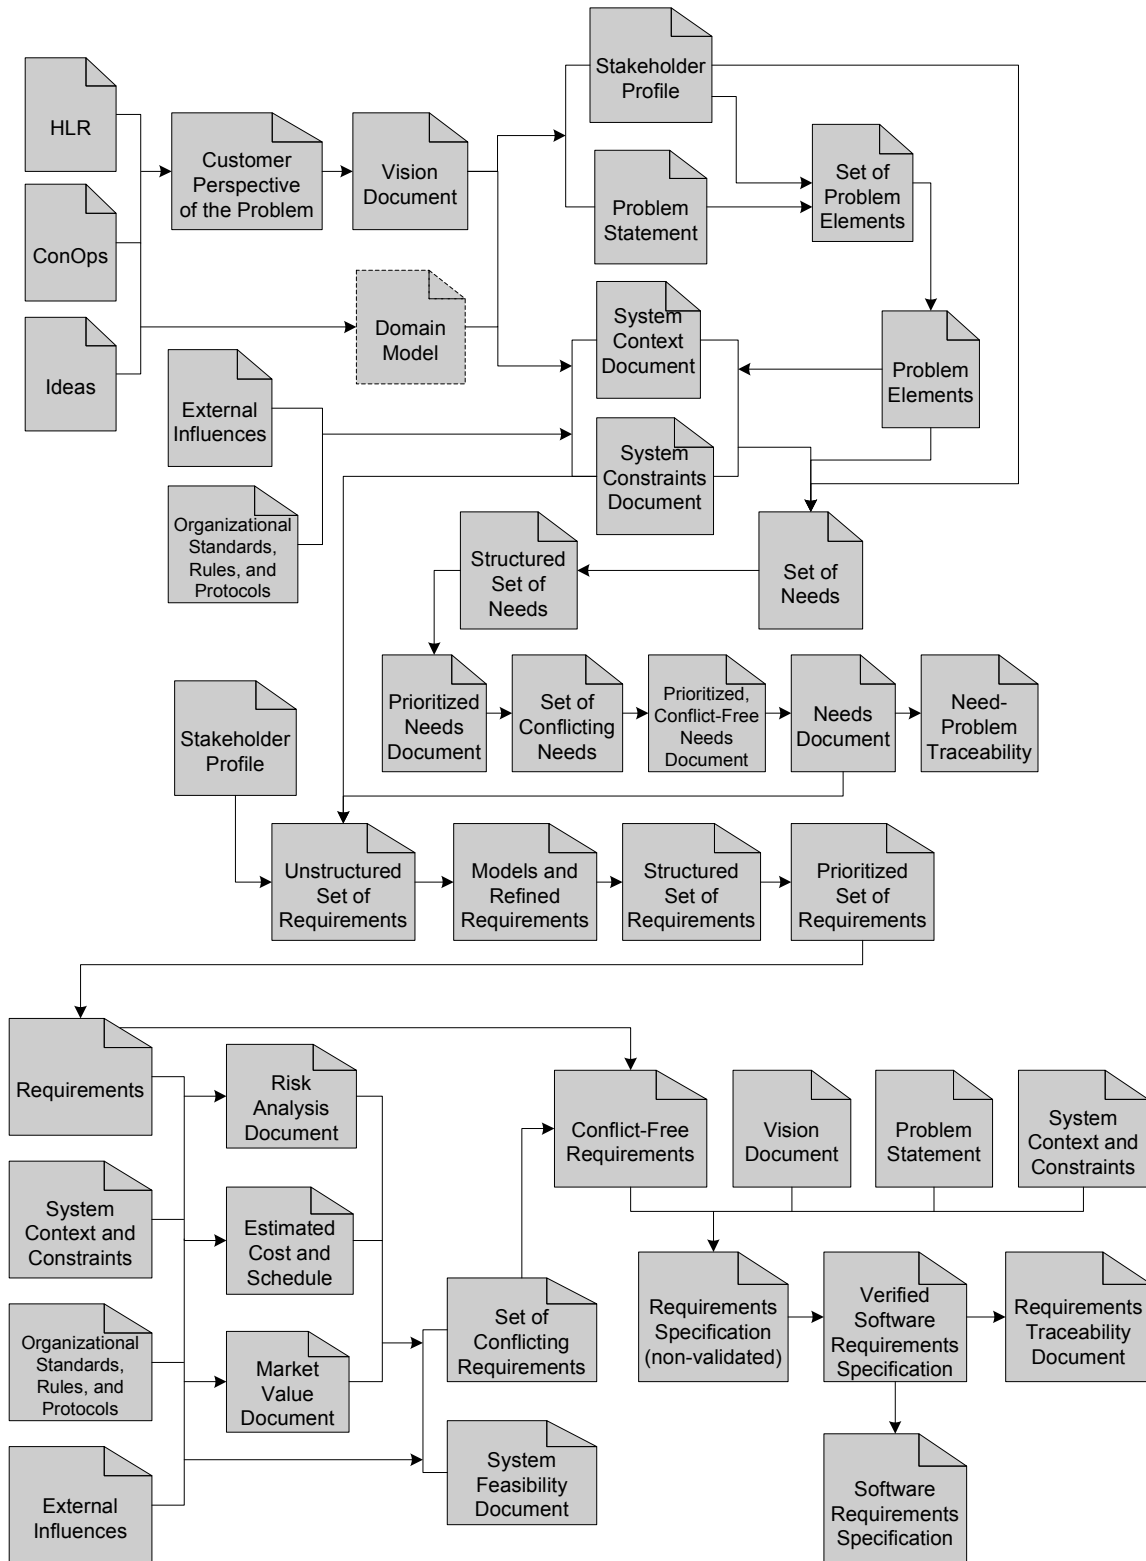 HLR
ConOps
Ideas
Customer
Perspective
of the Problem
Vision
Document
Domain
Model
Stakeholder
Profile
Problem
Statement
Set of
Problem
Elements
System
Context
Document
Problem
Elements
External
Influences
System
Constraints
Document
Organizational
Standards,
Rules, and
Protocols
Structured
Set of
Needs
Set of
Needs
Prioritized
Needs
Document
Set of
Conflicting
Needs
Prioritized,
Conflict-Free
Needs
Document
Needs
Document
Need-
Problem
Traceability
Stakeholder
Profile
Unstructured
Set of
Requirements
Models and
Refined
Requirements
Structured
Set of
Requirements
Prioritized
Set of
Requirements
Requirements
System
Context and
Constraints
Organizational
Standards,
Rules, and
Protocols
External
Influences
Risk
Analysis
Document
Estimated
Cost and
Schedule
Market
Value
Document
Set of
Conflicting
Requirements
System
Feasibility
Document
Conflict-Free
Requirements
Vision
Document
Problem
Statement
System
Context and
Constraints
Requirements
Specification
(non-validated)
Verified
Software
Requirements
Specification
Requirements
Traceability
Document
Software
Requirements
Specification